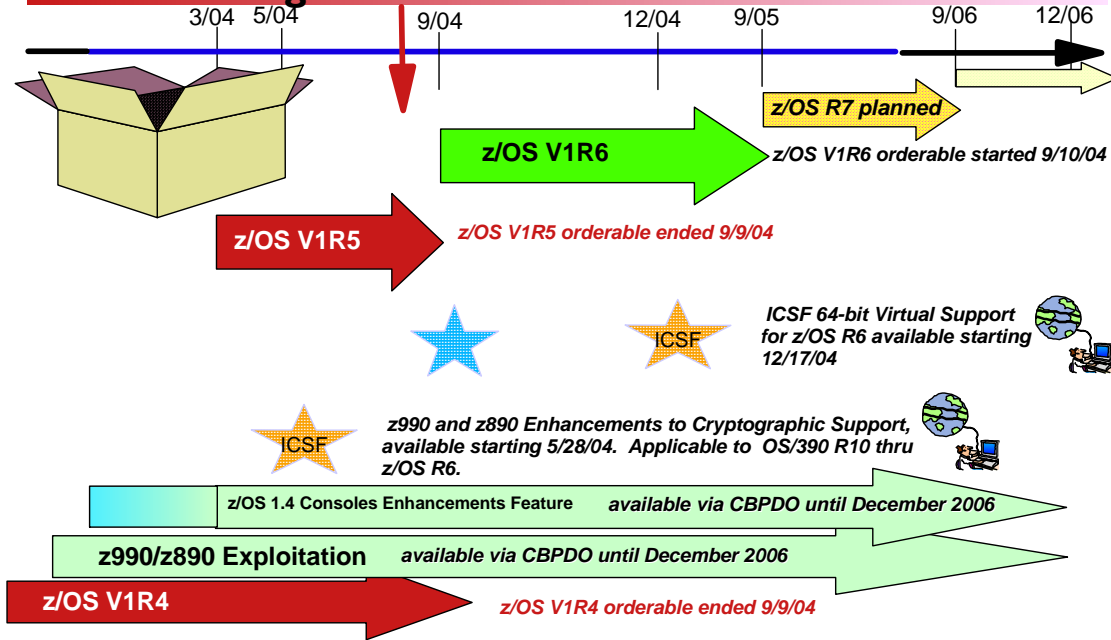 3/04 5/04 9/04 12/04 9/05 9/06 12/06
z/OS R7 planned
z/OS V1R6
z/OS V1R6 orderable started 9/10/04
z/OS V1R5
z/OS V1R5 orderable ended 9/9/04
ICSF
ICSF 64-bit Virtual Support
for z/OS R6 available starting
12/17/04
ICSF
z990 and z890 Enhancements to Cryptographic Support,
available starting 5/28/04. Applicable to OS/390 R10 thru
z/OS R6.
z/OS 1.4 Consoles Enhancements Feature available via CBPDO until December 2006
z990/z890 Exploitation available via CBPDO until December 2006
z/OS V1R4
z/OS V1R4 orderable ended 9/9/04